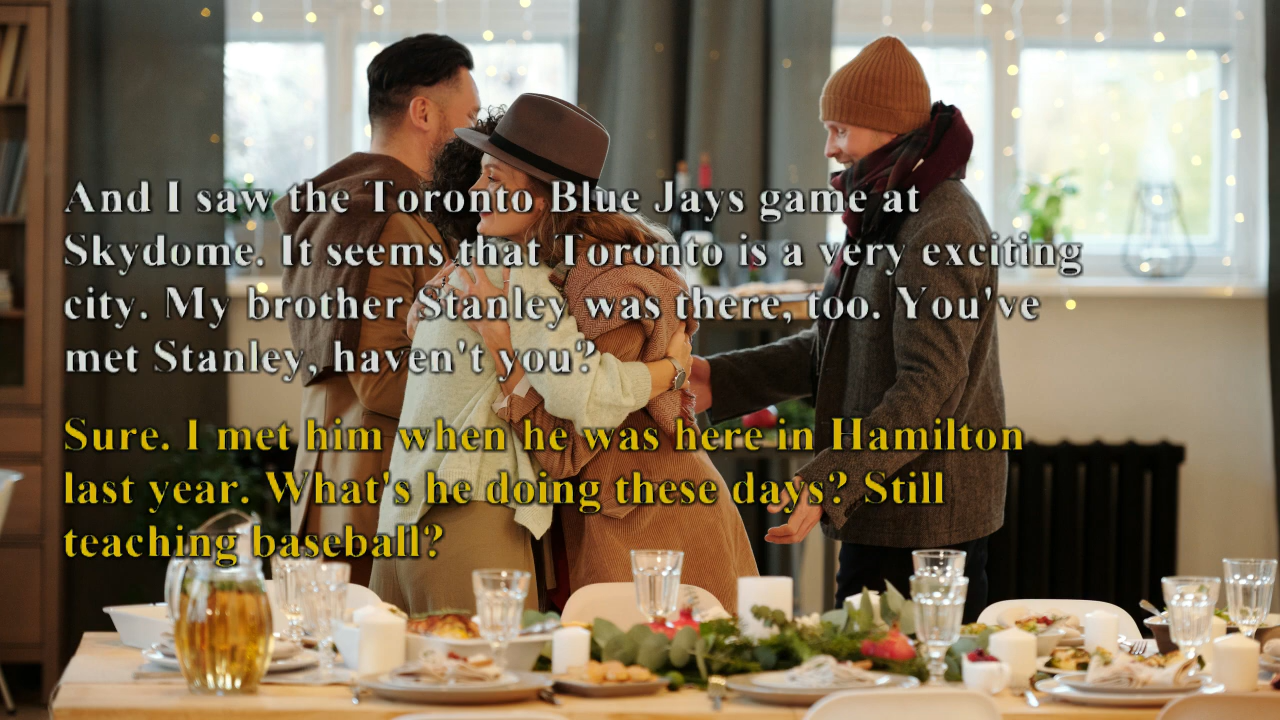 And I saw the Toronto Blue Jays game at
Skydome. It seems that Toronto is a very exciting
city. My brother Stanley was there, too. You've
met Stanley, haven't you?
Sure. I met him when he was here in Hamilton
last year. What's he doing these days? Still
teaching baseball?